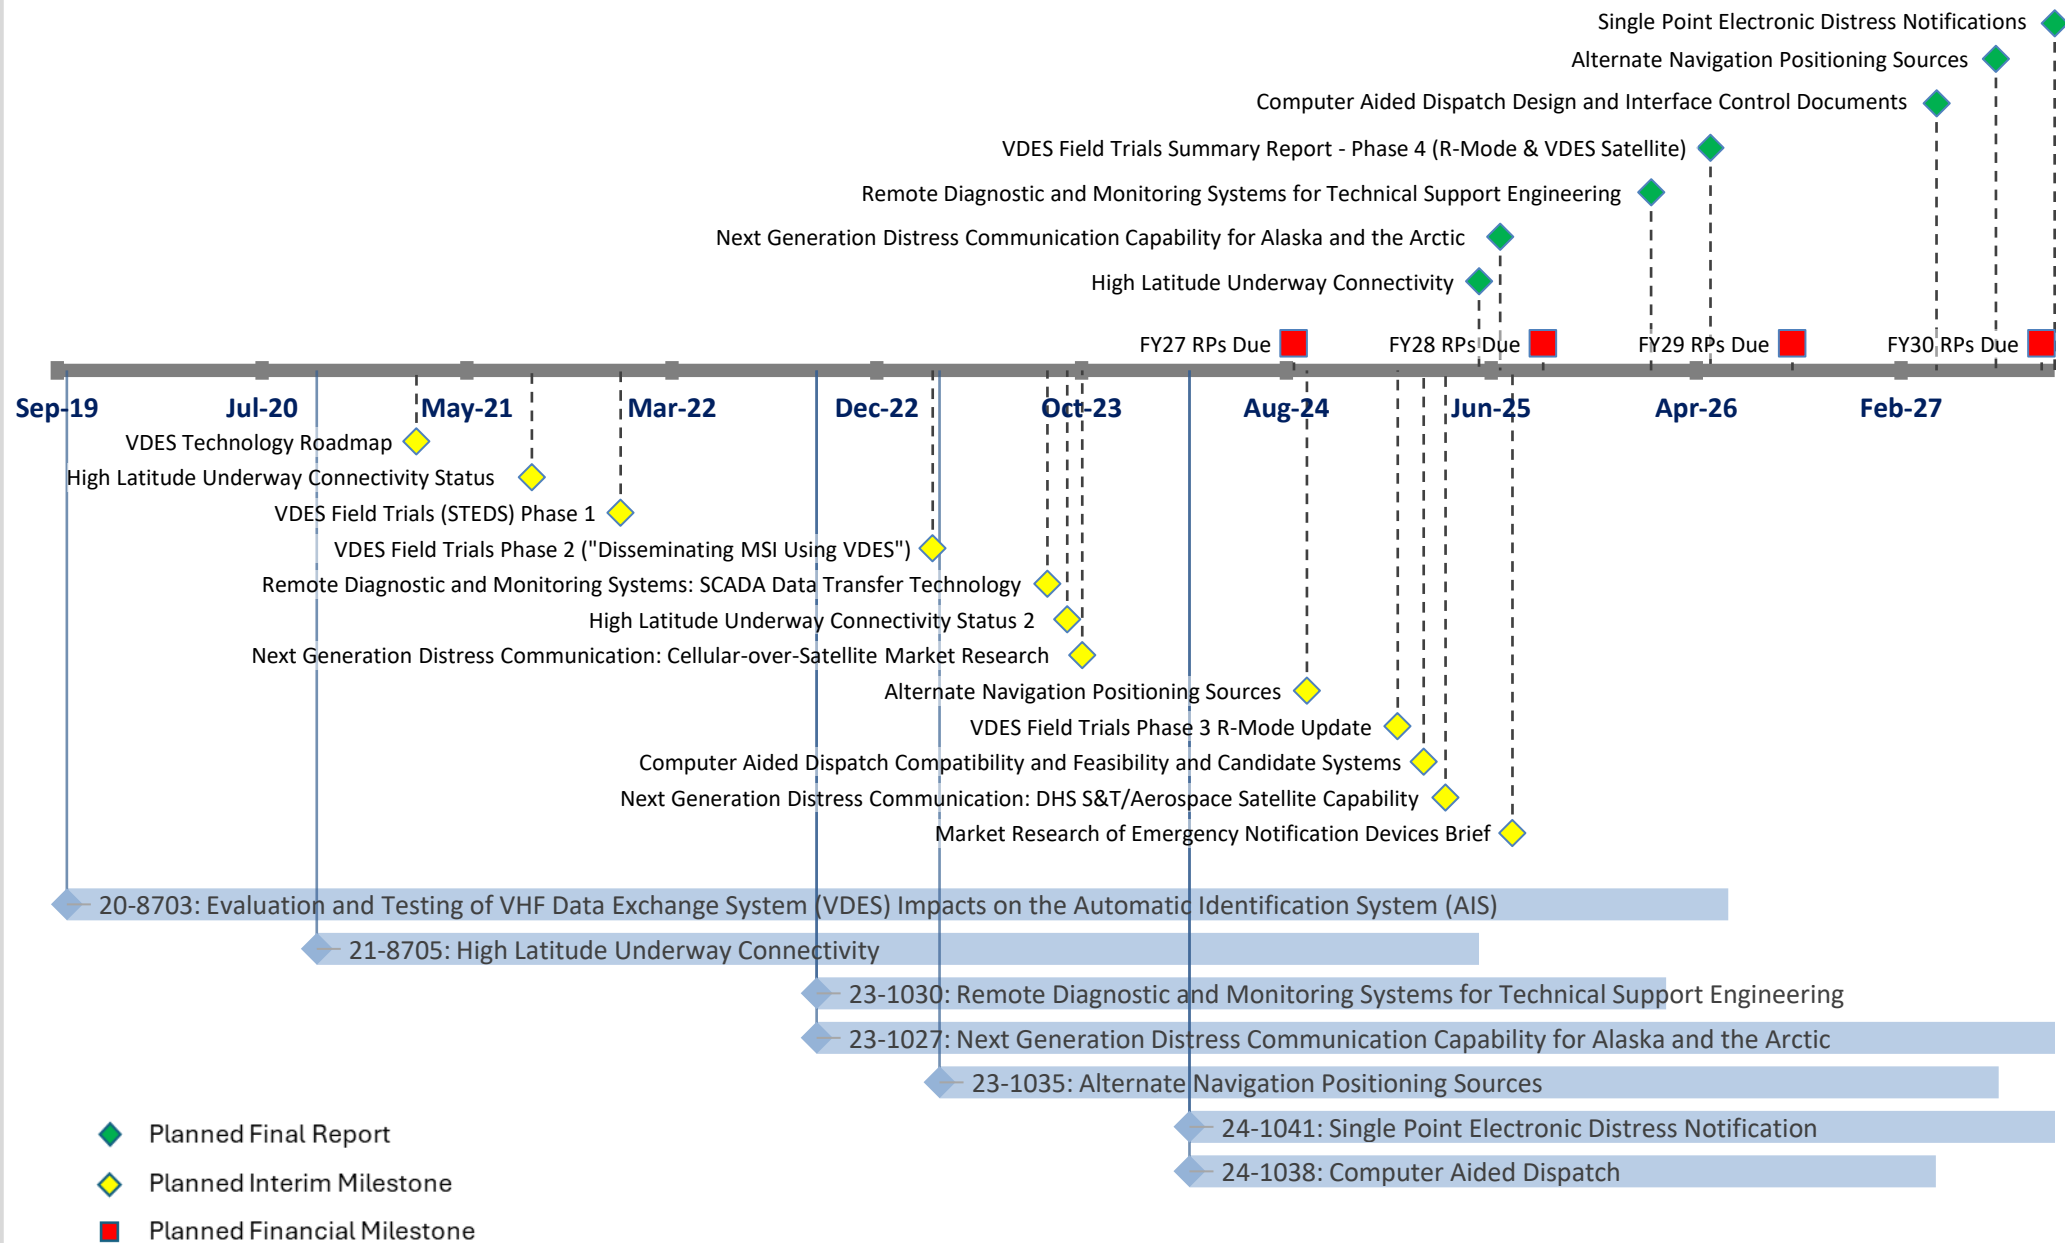 Single Point Electronic Distress Notifications
Alternate Navigation Positioning Sources
Computer Aided Dispatch Design and Interface Control Documents
VDES Field Trials Summary Report - Phase 4 (R-Mode & VDES Satellite)
Remote Diagnostic and Monitoring Systems for Technical Support Engineering
Next Generation Distress Communication Capability for Alaska and the Arctic
High Latitude Underway Connectivity
FY27 RPs Due
FY28 RPs Due
FY29 RPs Due
FY30 RPs Due
Sep-19
Jul-20
May-21
Mar-22
Dec-22
Oct-23
Aug-24
Jun-25
Apr-26
Feb-27
VDES Technology Roadmap
High Latitude Underway Connectivity Status
VDES Field Trials (STEDS) Phase 1
VDES Field Trials Phase 2 ("Disseminating MSI Using VDES")
Remote Diagnostic and Monitoring Systems: SCADA Data Transfer Technology
High Latitude Underway Connectivity Status 2
Next Generation Distress Communication: Cellular-over-Satellite Market Research
Alternate Navigation Positioning Sources
VDES Field Trials Phase 3 R-Mode Update
Computer Aided Dispatch Compatibility and Feasibility and Candidate Systems
Next Generation Distress Communication: DHS S&T/Aerospace Satellite Capability
Market Research of Emergency Notification Devices Brief
20-8703: Evaluation and Testing of VHF Data Exchange System (VDES) Impacts on the Automatic Identification System (AIS)
21-8705: High Latitude Underway Connectivity
23-1030: Remote Diagnostic and Monitoring Systems for Technical Support Engineering
23-1027: Next Generation Distress Communication Capability for Alaska and the Arctic
23-1035: Alternate Navigation Positioning Sources
24-1041: Single Point Electronic Distress Notification
24-1038: Computer Aided Dispatch
Planned Final Report
Planned Interim Milestone
Planned Financial Milestone